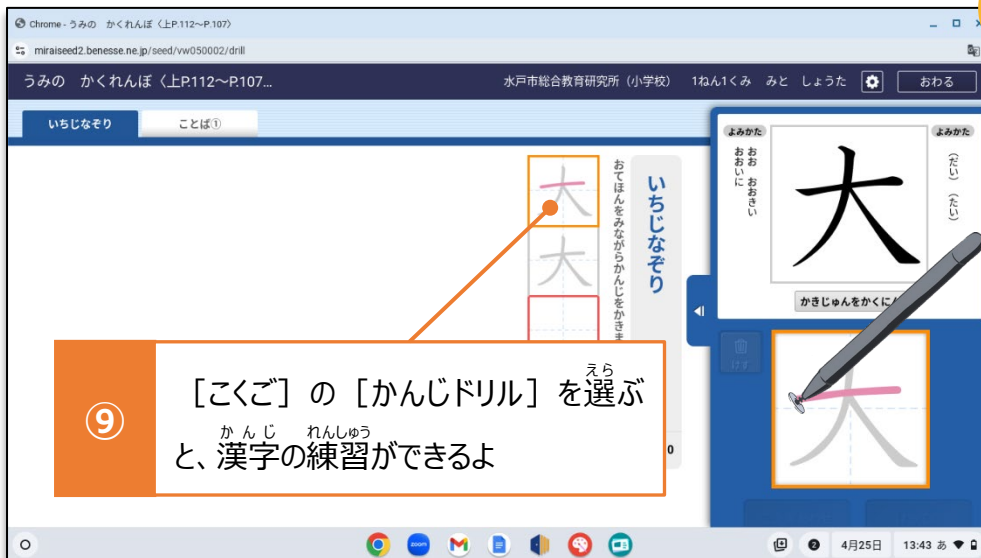 Chrome - うみの かくれんぼ〈上P.112～P.107〉
miraiseed2.benesse.ne.jp/seed/vw050002/drill
うみの かくれんぼ〈上P.112～P.107...
水戸市総合教育研究所（小学校） 1ねん1くみ みと しょうた
おわる
いちじなぞり
ことば①
いちじなぞり
おてほんをみながらかんじをかきま
大
大
0
よみかた
（だい）（たい）
大
よみかた
おお おおきい
おおいに
かきじゅんをかくに
けす
大
⑨
［こくご］の［かんじドリル］を選ぶ
えら
と、漢字の練習ができるよ
かんじ れんしゅう
zoom
2
4月25日 13:43 あ